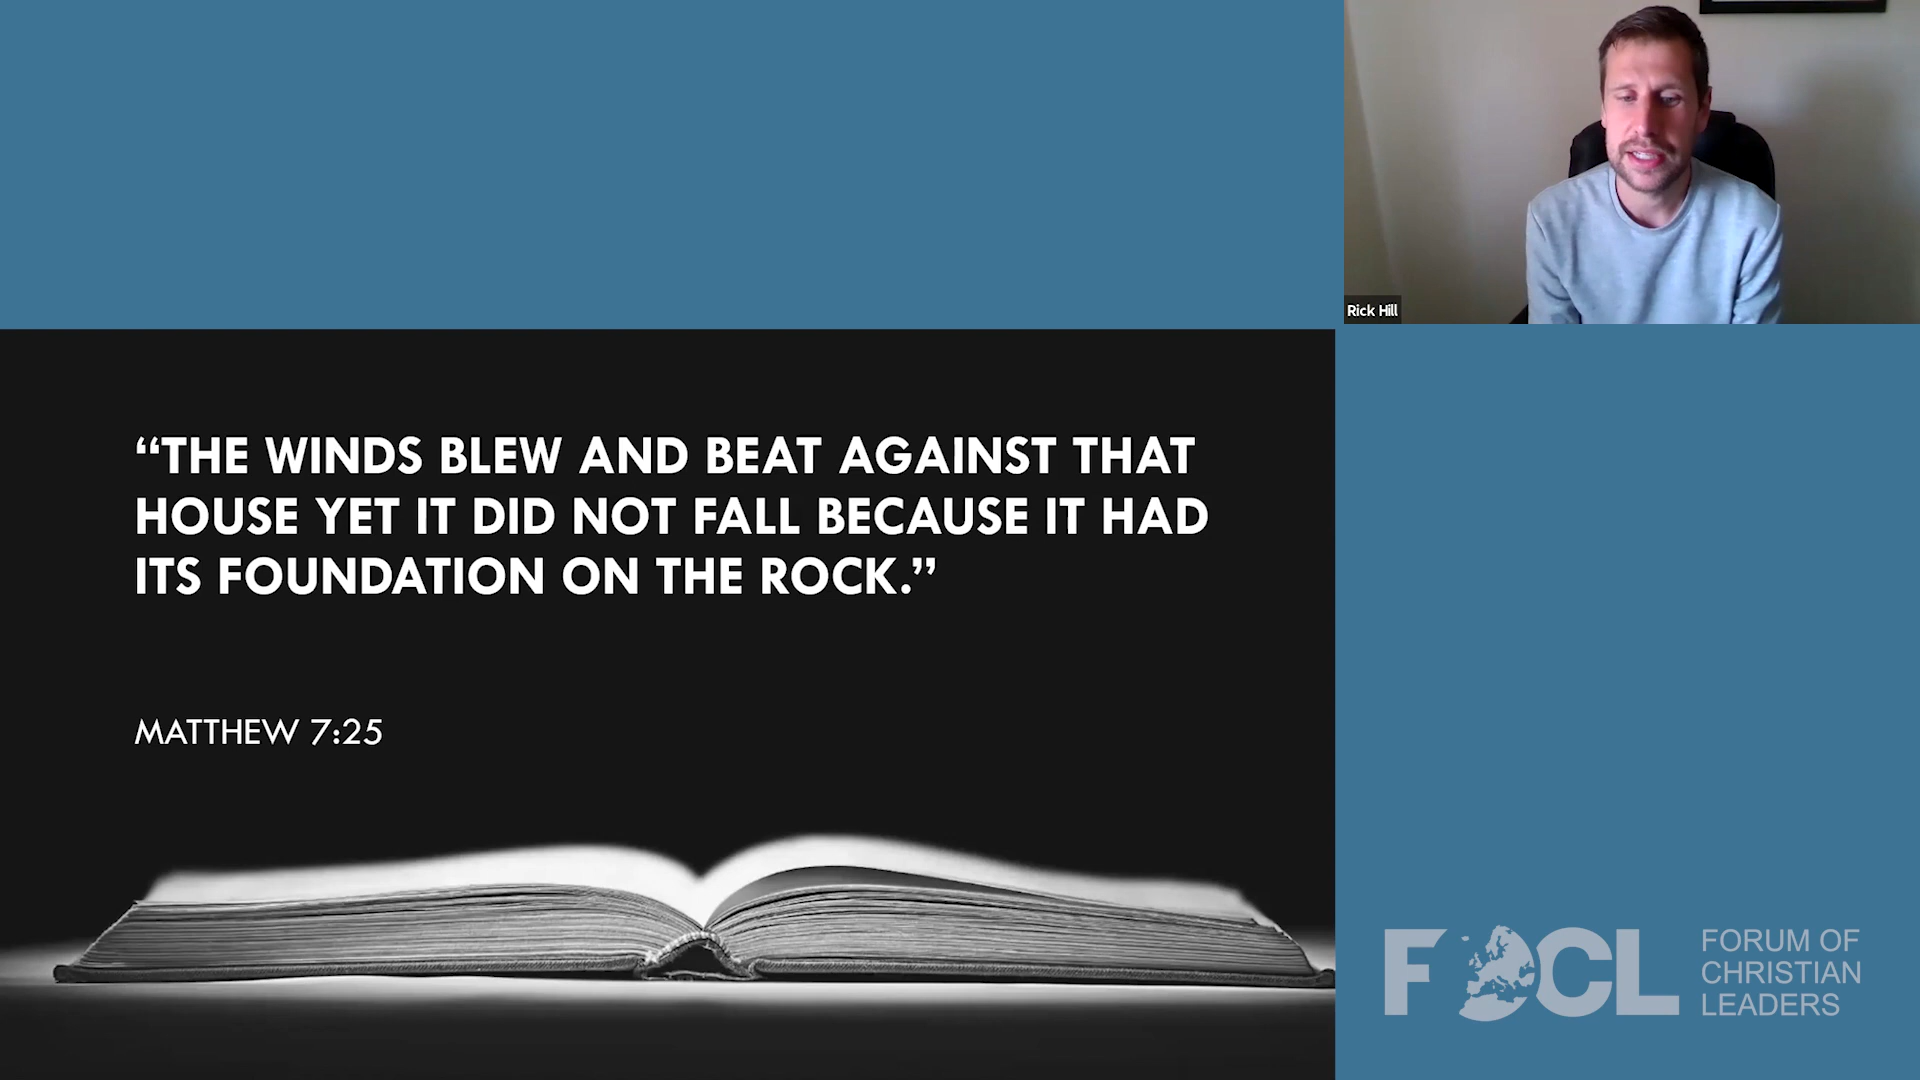 Rick Hill
“THE WINDS BLEW AND BEAT AGAINST THAT
HOUSE YET IT DID NOT FALL BECAUSE IT HAD
ITS FOUNDATION ON THE ROCK.”
MATTHEW 7:25
FOCL
FORUM OF
CHRISTIAN
LEADERS